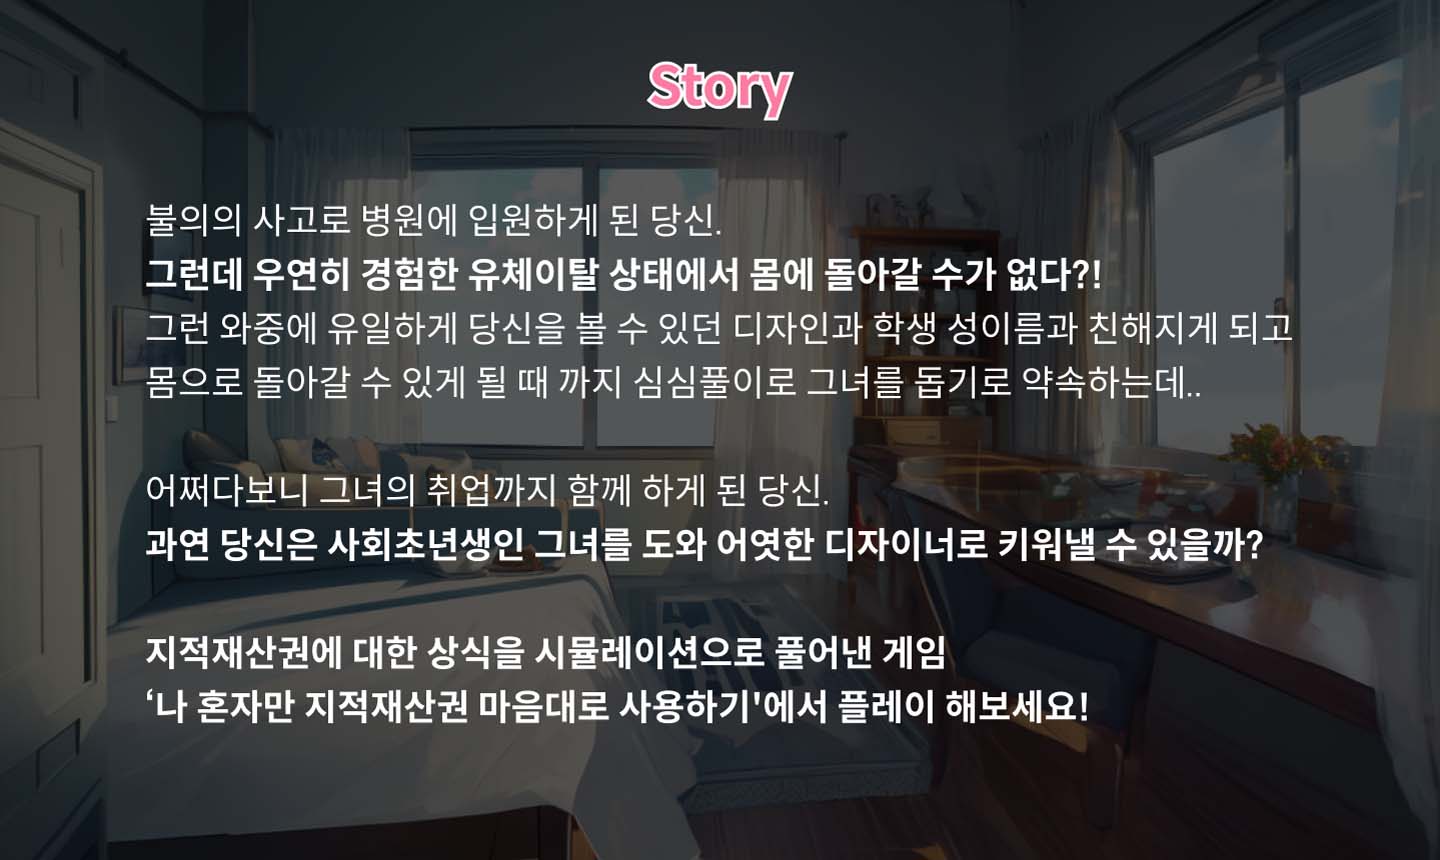 Story
불의의 사고로 병원에 입원하게 된 당신.
그런데 우연히 경험한 유체이탈 상태에서 몸에 돌아갈 수가 없다?!
그런 와중에 유일하게 당신을 볼 수 있던 디자인과 학생 성이름과 친해지게 되고
몸으로 돌아갈 수 있게 될 때 까지 심심풀이로 그녀를 돕기로 약속하는데..
어쩌다보니 그녀의 취업까지 함께 하게 된 당신.
과연 당신은 사회초년생인 그녀를 도와 어엿한 디자이너로 키워낼 수 있을까?
지적재산권에 대한 상식을 시뮬레이션으로 풀어낸 게임
‘나 혼자만 지적재산권 마음대로 사용하기'에서 플레이 해보세요!